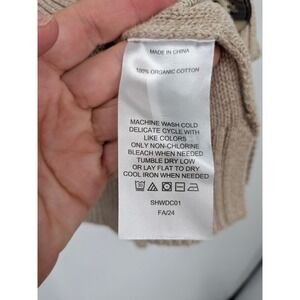 MADE IN CHINA
100% ORGANIC COTTON
MACHINE WASH COLD
DELICATE CYCLE WITH
LIKE COLORS
ONLY NON-CHLORINE
BLEACH WHEN NEEDED
TUMBLE DRY LOW
OR LAY FLAT TO DRY
COOL IRON WHEN NEEDED
SHWDC01
FA/24